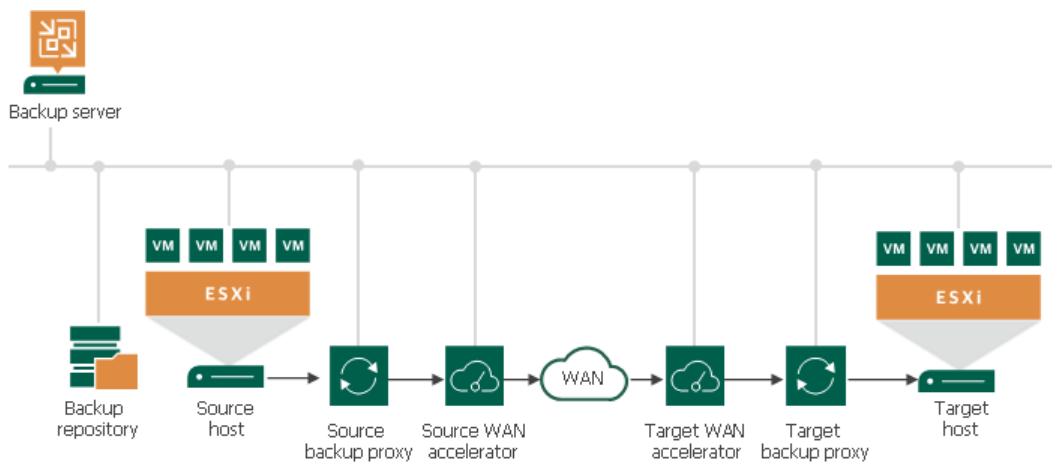 Backup server
VM VM VM VM
ESXi
VM VM VM VM
ESXi
WAN
Backup
repository
Source
host
Source
backup proxy
Source WAN
accelerator
Target WAN
accelerator
Target
backup proxy
Target
host